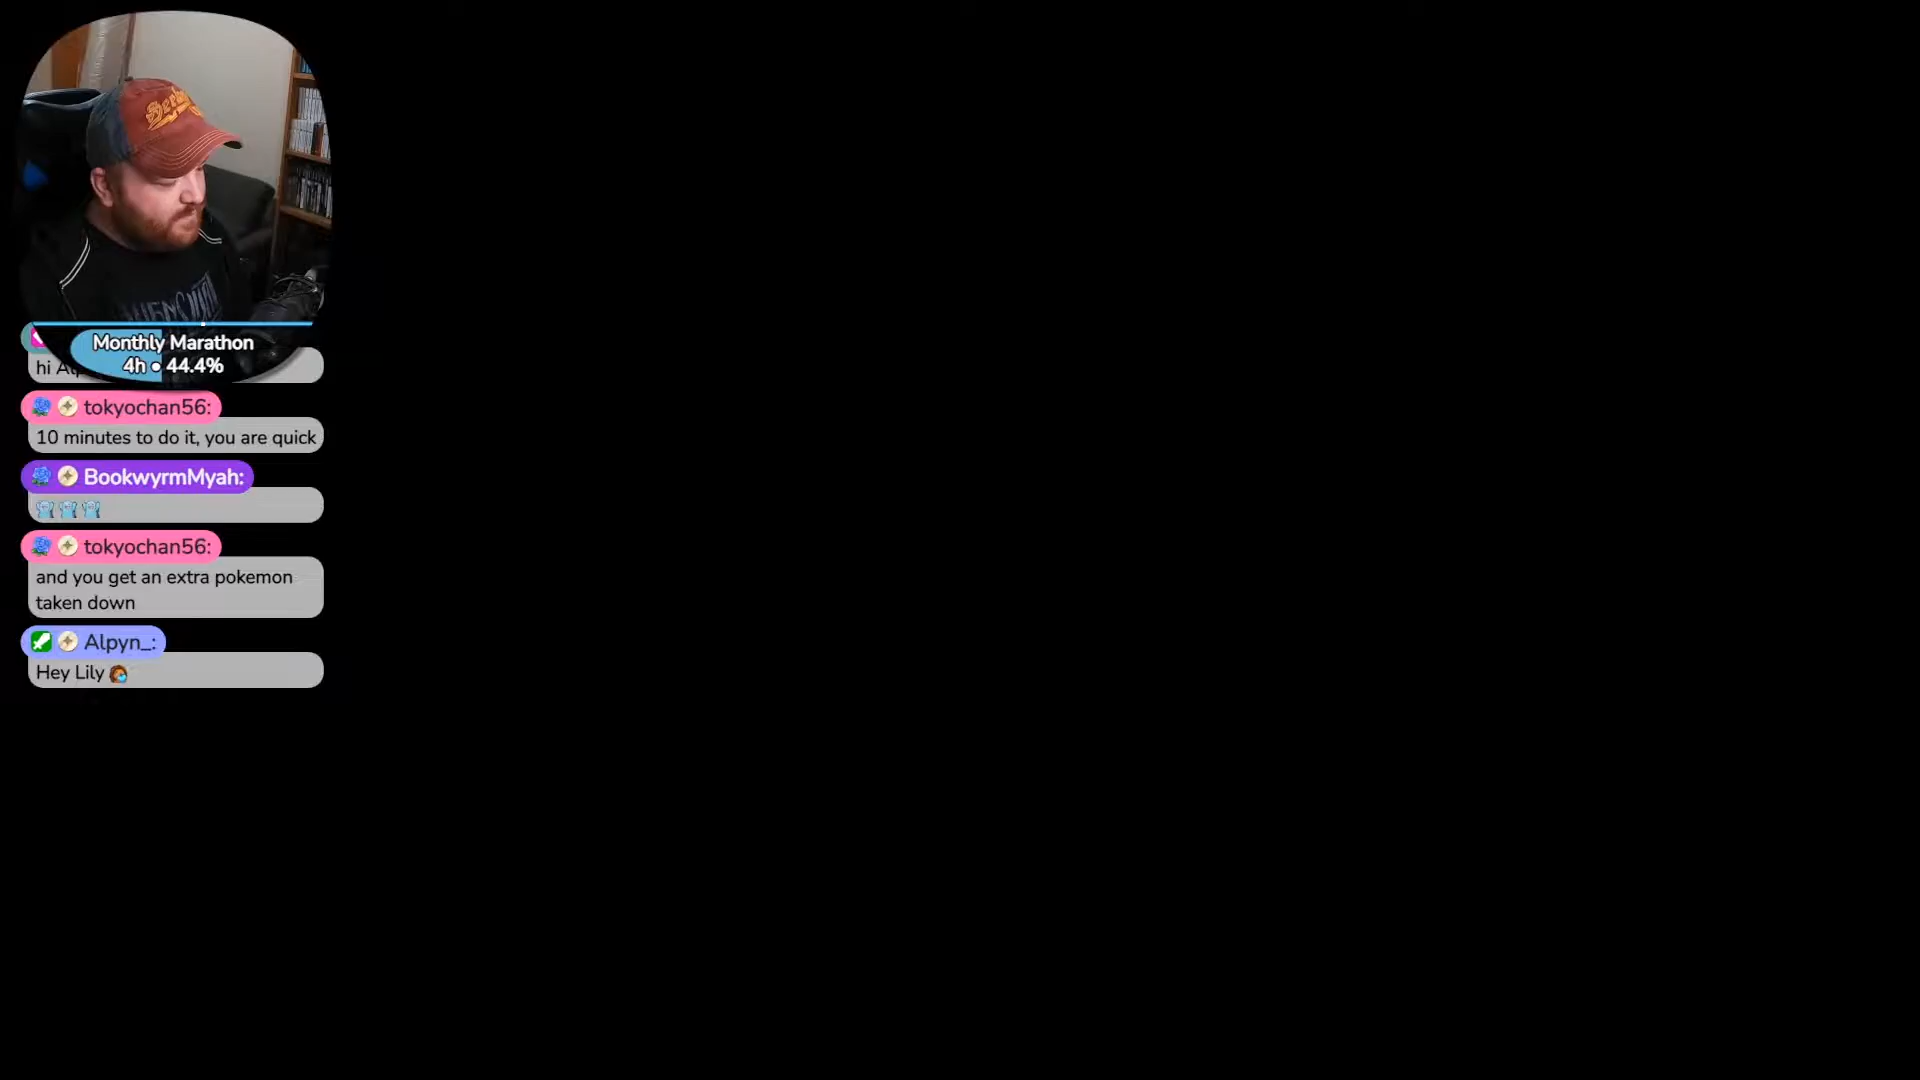 Monthly Marathon
4h • 44.4%
hi
tokyochan56:
10 minutes to do it, you are quick
BookwyrmMyah:
tokyochan56:
and you get an extra pokemon
taken down
Alpyn_:
Hey Lily